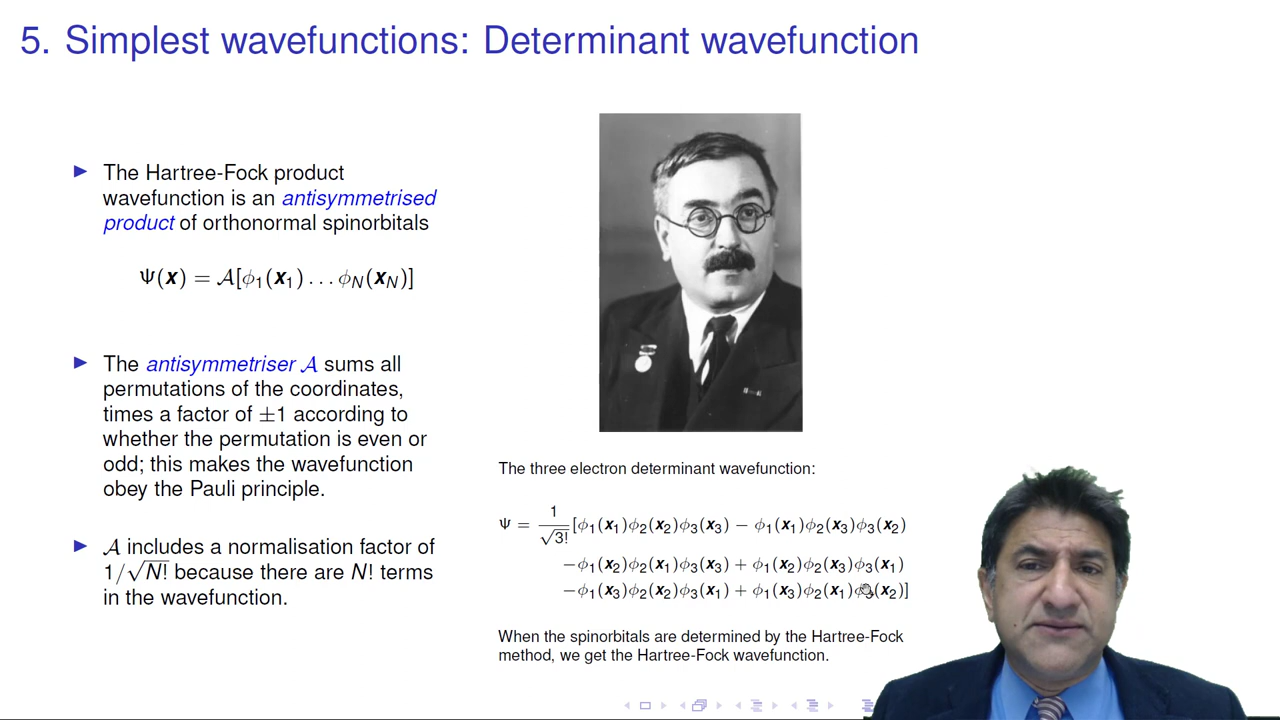 5. Simplest wavefunctions: Determinant wavefunction
The Hartree-Fock product
wavefunction is an antisymmetrised
product of orthonormal spinorbitals
Ψ(x) = 𝒜[ϕ₁(x₁) . . . ϕ_N(x_N)]
The antisymmetriser 𝒜 sums all
permutations of the coordinates,
times a factor of ±1 according to
whether the permutation is even or
odd; this makes the wavefunction
obey the Pauli principle.
𝒜 includes a normalisation factor of
1/√N! because there are N! terms
in the wavefunction.
The three electron determinant wavefunction:
Ψ = 1/√3! [ϕ₁(x₁)ϕ₂(x₂)ϕ₃(x₃) − ϕ₁(x₁)ϕ₂(x₃)ϕ₃(x₂)
−ϕ₁(x₂)ϕ₂(x₁)ϕ₃(x₃) + ϕ₁(x₂)ϕ₂(x₃)ϕ₃(x₁)
−ϕ₁(x₃)ϕ₂(x₂)ϕ₃(x₁) + ϕ₁(x₃)ϕ₂(x₁)ϕ₃(x₂)]
When the spinorbitals are determined by the Hartree-Fock
method, we get the Hartree-Fock wavefunction.